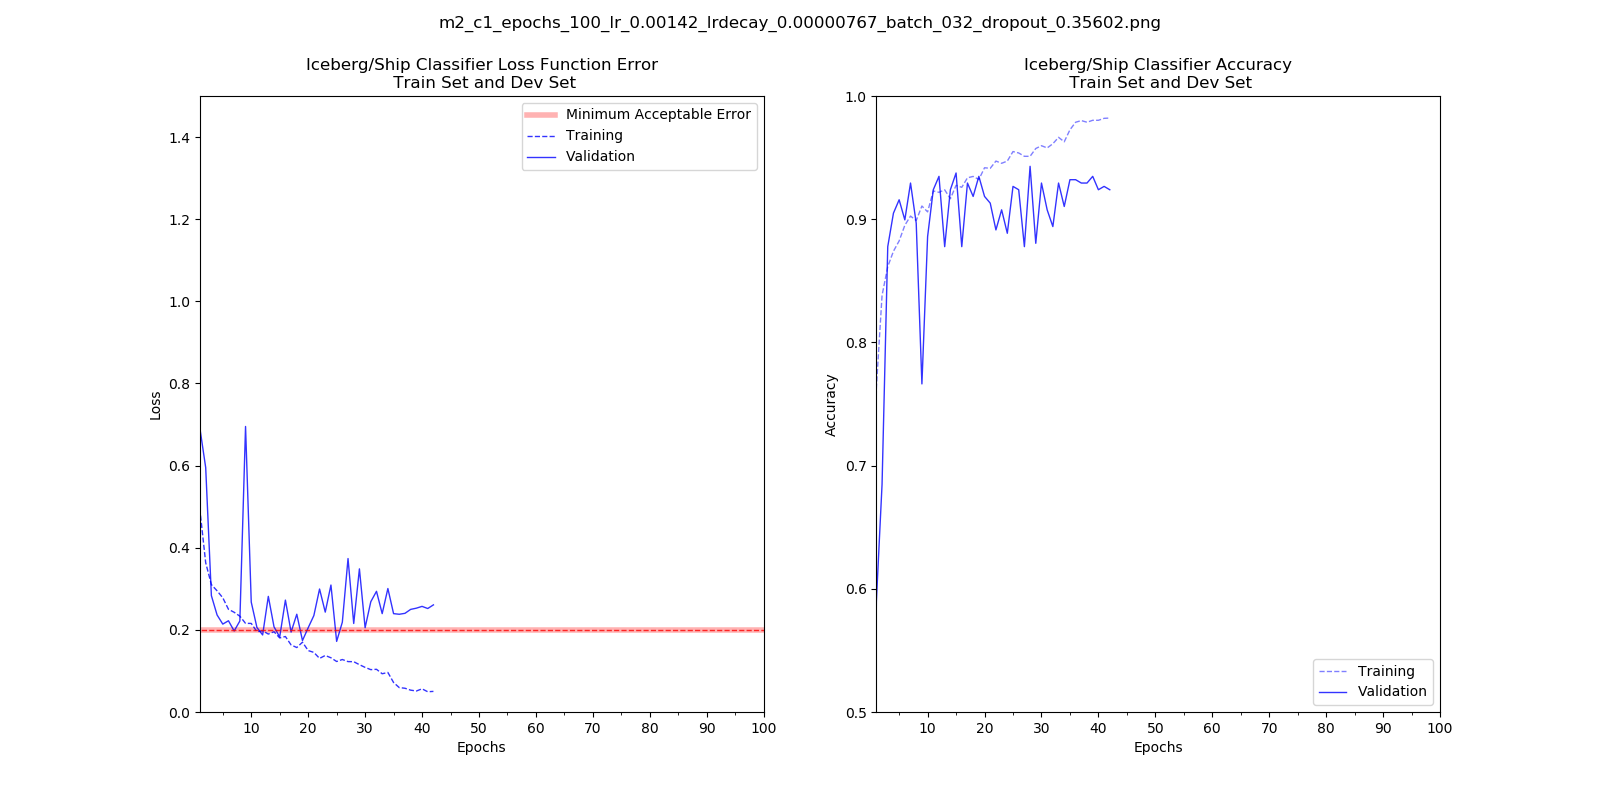 m2_c1_epochs_100_lr_0.00142_lrdecay_0.00000767_batch_032_dropout_0.35602.png
Iceberg/Ship Classifier Loss Function Error
Train Set and Dev Set
Minimum Acceptable Error
Training
Validation
1.4
1.2
1.0
0.8
0.6
0.4
0.2
0.0
Loss
10 20 30 40 50 60 70 80 90 100
Epochs
Iceberg/Ship Classifier Accuracy
Train Set and Dev Set
1.0
0.9
0.8
0.7
0.6
0.5
Accuracy
Training
Validation
10 20 30 40 50 60 70 80 90 100
Epochs